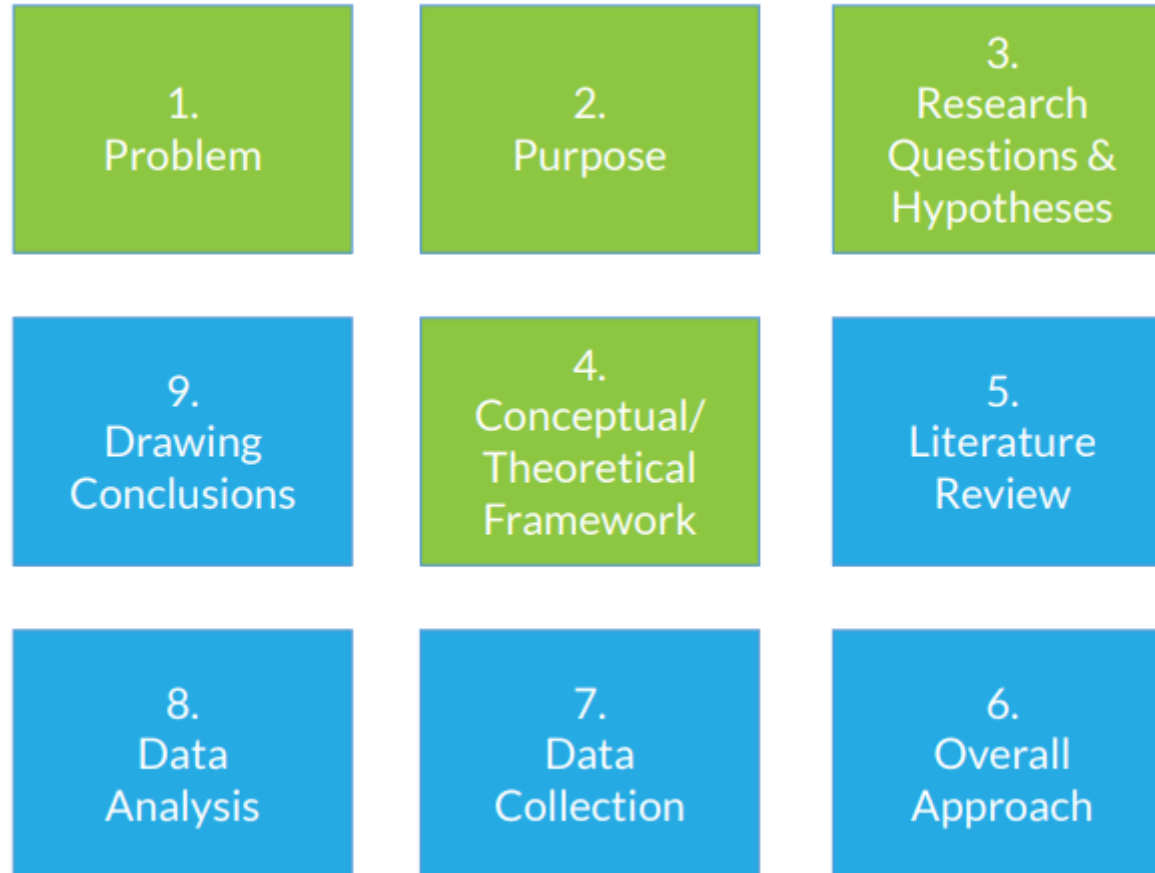 1.
Problem
2.
Purpose
3.
Research
Questions &
Hypotheses
9.
Drawing
Conclusions
4.
Conceptual/
Theoretical
Framework
5.
Literature
Review
8.
Data
Analysis
7.
Data
Collection
6.
Overall
Approach